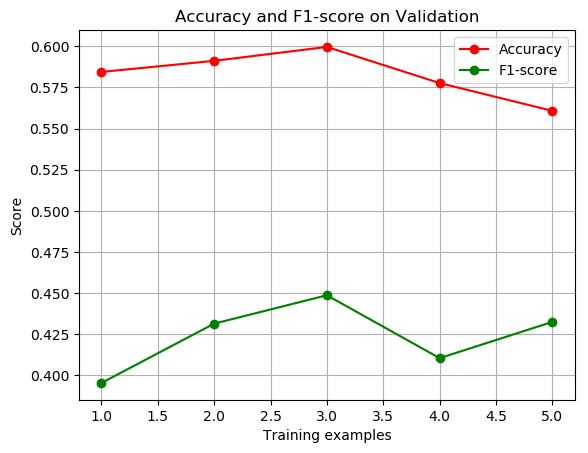 Accuracy and F1-score on Validation
0.600
0.575
0.550
0.525
0.500
0.475
0.450
0.425
0.400
Score
Accuracy
F1-score
1.0 1.5 2.0 2.5 3.0 3.5 4.0 4.5 5.0
Training examples